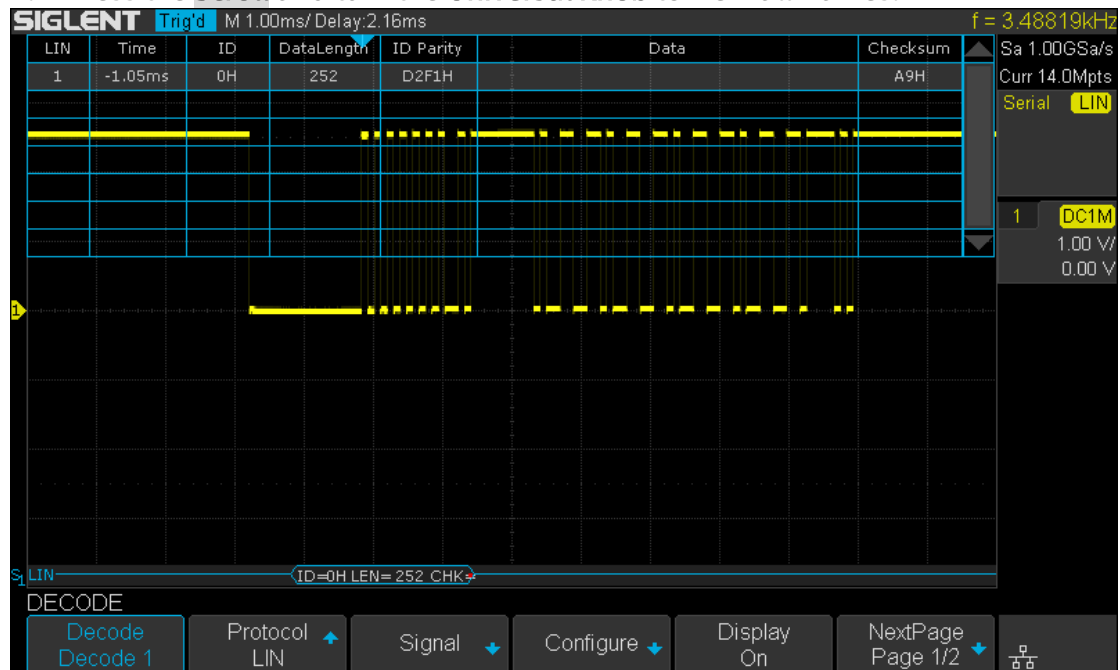 SIGLENT Trig'd M 1.00ms/ Delay:2.16ms f = 3.48819kHz
LIN Time ID DataLength ID Parity Data Checksum
Sa 1.00GSa/s
1 -1.05ms 0H 252 D2F1H A9H
Curr 14.0Mpts
Serial LIN
1 DC1M
1.00 V/
0.00 V
1
S1 LIN ID=0H LEN= 252 CHK=
DECODE
Decode Protocol Signal Configure Display NextPage
Decode 1 LIN On Page 1/2